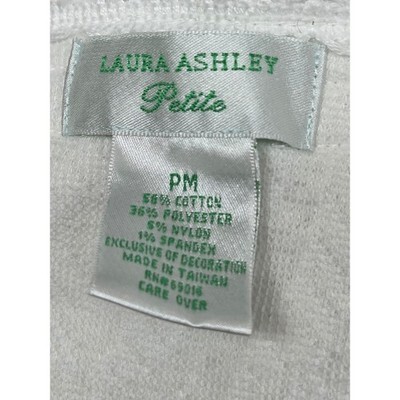 LAURA ASHLEY
Petite
PM
56% COTTON
36% POLYESTER
5% NYLON
1% SPANDEX
EXCLUSIVE OF DECORATION
MADE IN TAIWAN
RN# 69016
CARE OVER